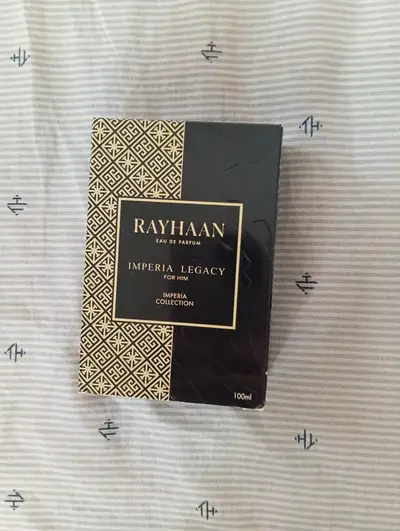 RAYHAAN
EAU DE PARFUM
IMPERIA LEGACY
FOR HIM
IMPERIA
COLLECTION
100ml